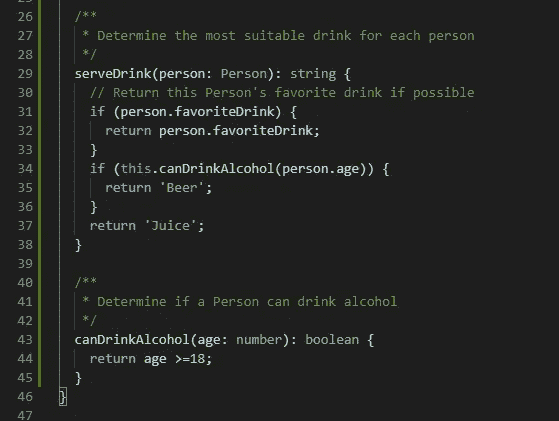 26 /**
27 * Determine the most suitable drink for each person
28 */
29 serveDrink(person: Person): string {
30 // Return this Person's favorite drink if possible
31 if (person.favoriteDrink) {
32 return person.favoriteDrink;
33 }
34 if (this.canDrinkAlcohol(person.age)) {
35 return 'Beer';
36 }
37 return 'Juice';
38 }
39
40 /**
41 * Determine if a Person can drink alcohol
42 */
43 canDrinkAlcohol(age: number): boolean {
44 return age >=18;
45 }
46 }
47